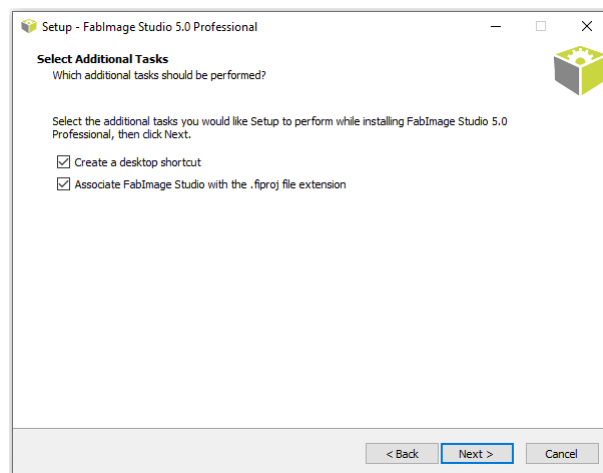 Setup - FabImage Studio 5.0 Professional
Select Additional Tasks
Which additional tasks should be performed?
Select the additional tasks you would like Setup to perform while installing FabImage Studio 5.0
Professional, then click Next.
Create a desktop shortcut
Associate FabImage Studio with the .fiproj file extension
< Back
Next >
Cancel